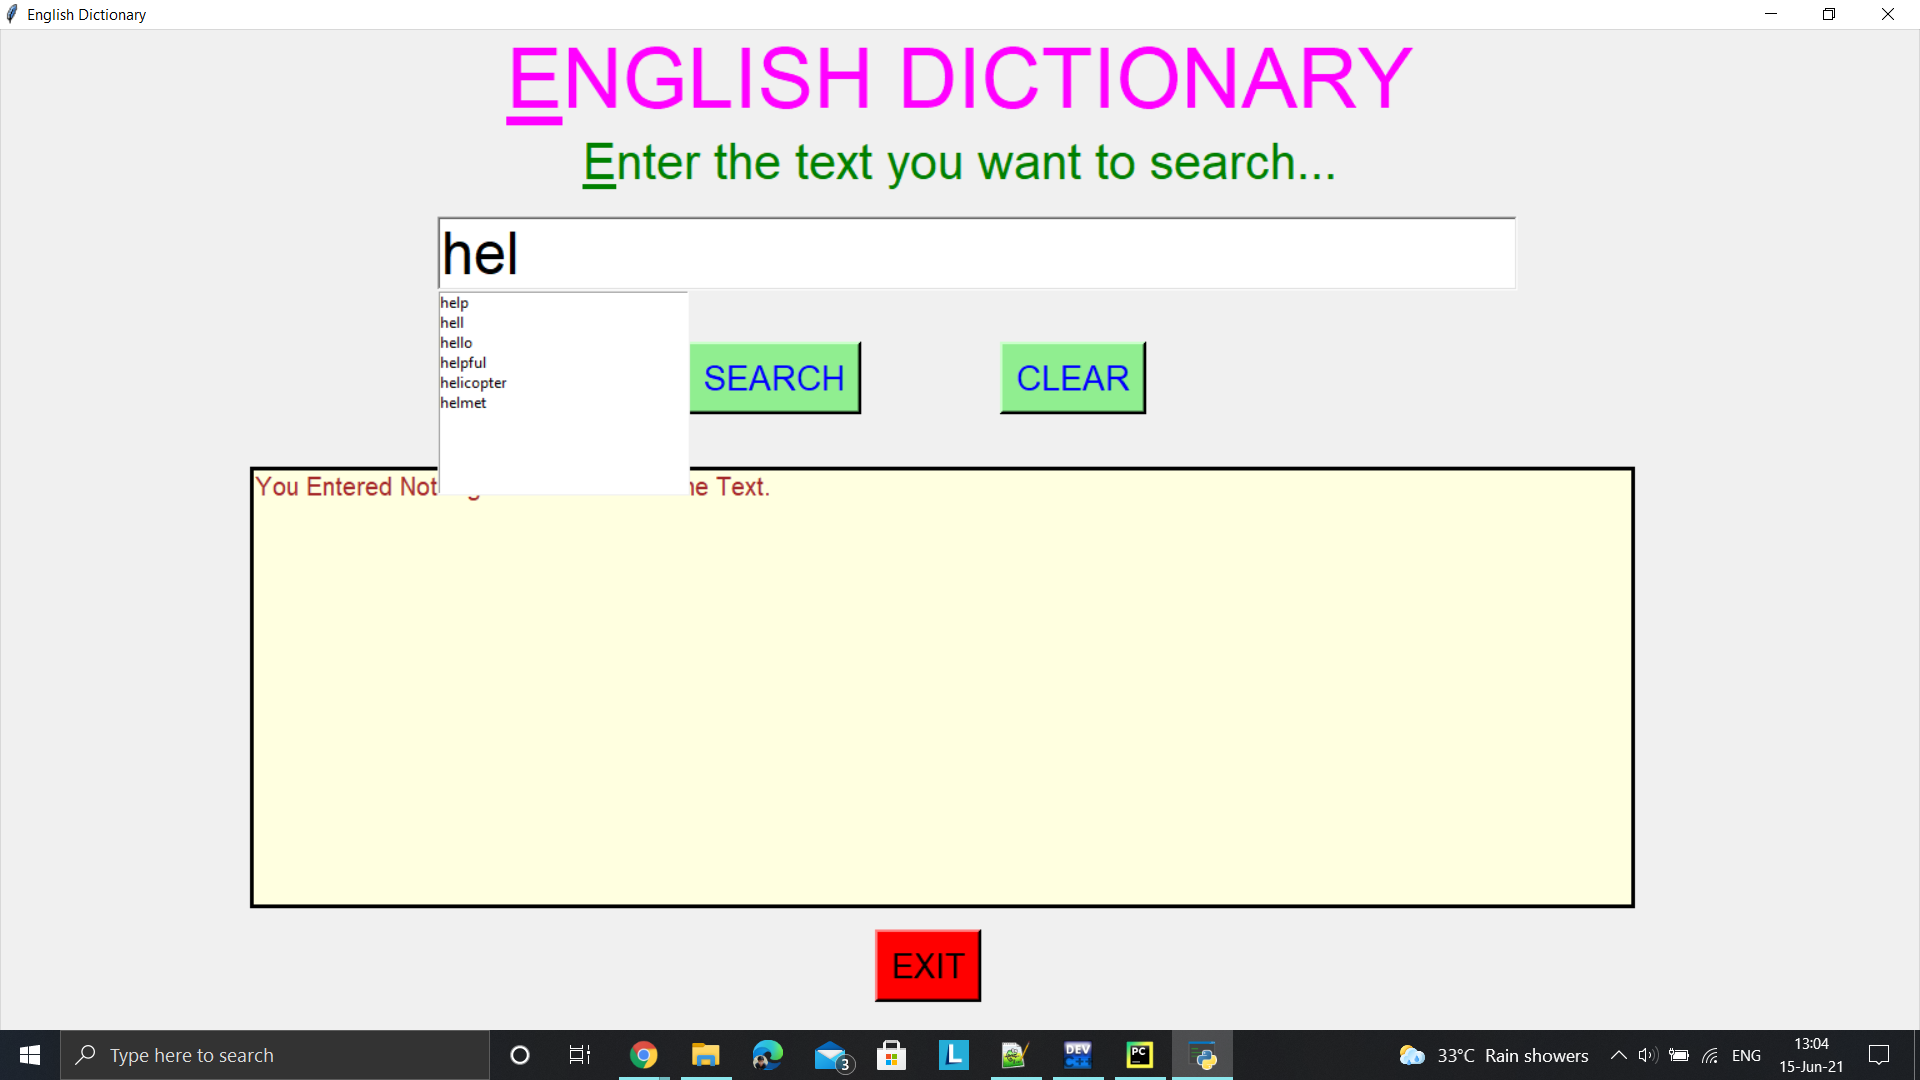 English Dictionary
ENGLISH DICTIONARY
Enter the text you want to search...
hel
help
hell
hello
helpful
helicopter
helmet
SEARCH CLEAR
You Entered Text.
EXIT
Type here to search
3
L
DEV
C++
PC
33°C Rain showers
ENG
13:04
15-Jun-21